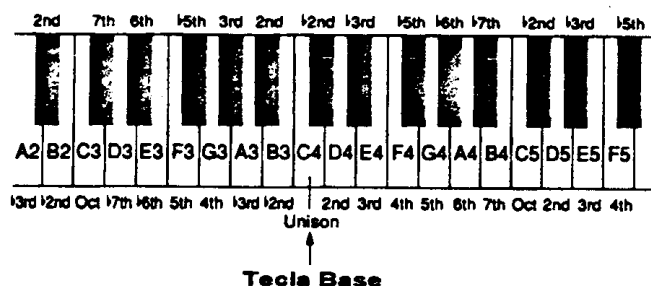 2nd 7th 6th ♭5th 3rd 2nd ♭2nd ♭3rd ♭5th ♭6th ♭7th ♭2nd ♭3rd ♭5th
A2 B2 C3 D3 E3 F3 G3 A3 B3 C4 D4 E4 F4 G4 A4 B4 C5 D5 E5 F5
♭3rd ♭2nd Oct ♭7th ♭6th 5th 4th ♭3rd ♭2nd 2nd 3rd 4th 5th 6th 7th Oct 2nd 3rd 4th
Unison
Tecla Base